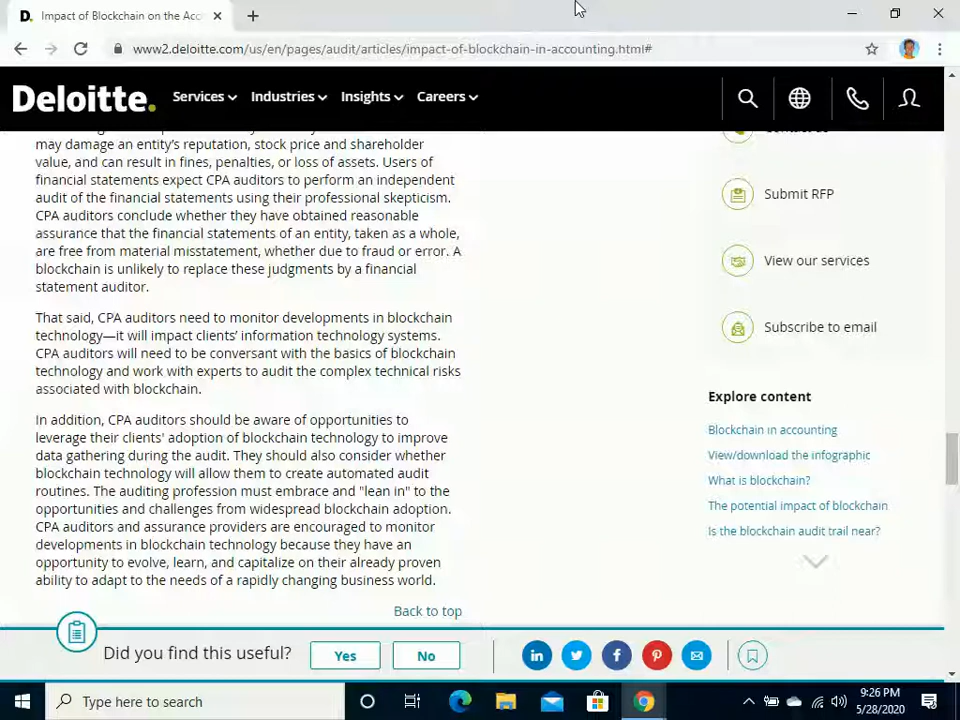 D. Impact of Blockchain on the Acc
www2.deloitte.com/us/en/pages/audit/articles/impact-of-blockchain-in-accounting.html#
Deloitte.
Services Industries Insights Careers
may damage an entity's reputation, stock price and shareholder
value, and can result in fines, penalties, or loss of assets. Users of
financial statements expect CPA auditors to perform an independent
audit of the financial statements using their professional skepticism.
CPA auditors conclude whether they have obtained reasonable
assurance that the financial statements of an entity, taken as a whole,
are free from material misstatement, whether due to fraud or error. A
blockchain is unlikely to replace these judgments by a financial
statement auditor.
That said, CPA auditors need to monitor developments in blockchain
technology—it will impact clients' information technology systems.
CPA auditors will need to be conversant with the basics of blockchain
technology and work with experts to audit the complex technical risks
associated with blockchain.
In addition, CPA auditors should be aware of opportunities to
leverage their clients' adoption of blockchain technology to improve
data gathering during the audit. They should also consider whether
blockchain technology will allow them to create automated audit
routines. The auditing profession must embrace and "lean in" to the
opportunities and challenges from widespread blockchain adoption.
CPA auditors and assurance providers are encouraged to monitor
developments in blockchain technology because they have an
opportunity to evolve, learn, and capitalize on their already proven
ability to adapt to the needs of a rapidly changing business world.
Back to top
Submit RFP
View our services
Subscribe to email
Explore content
Blockchain in accounting
View/download the infographic
What is blockchain?
The potential impact of blockchain
Is the blockchain audit trail near?
Did you find this useful? Yes No
Type here to search
9:26 PM
5/28/2020